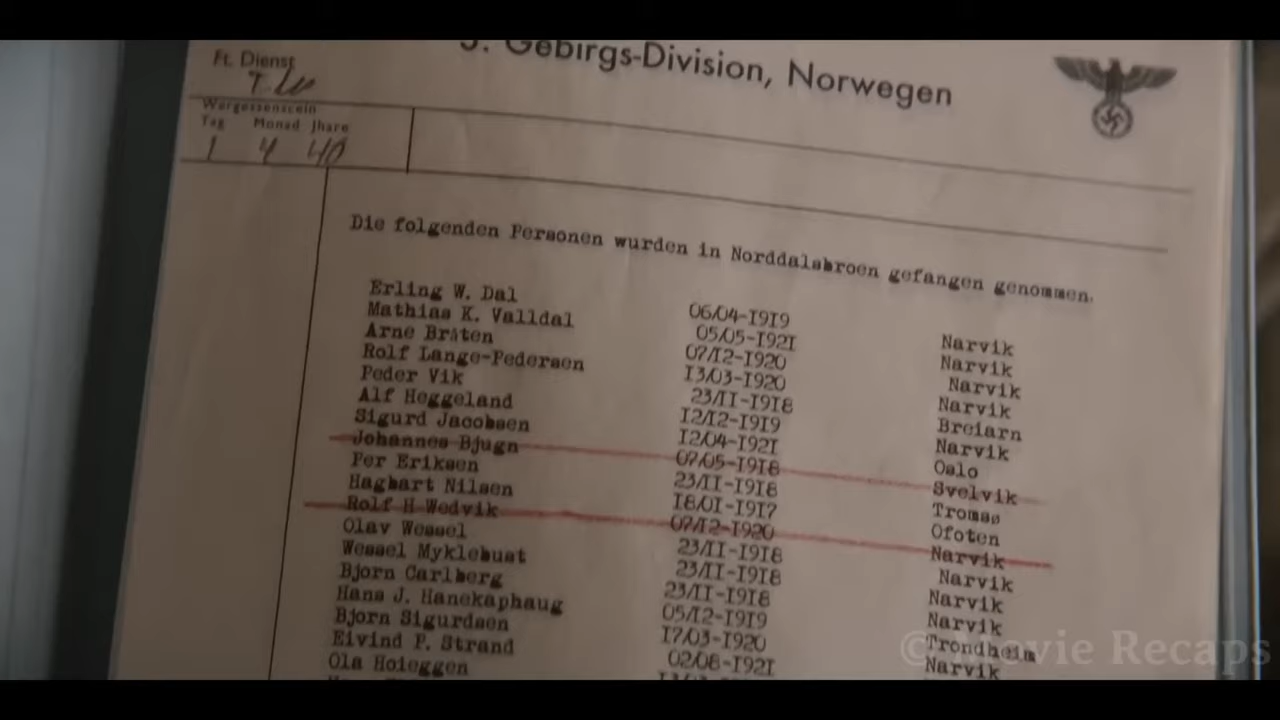 3. Gebirgs-Division, Norwegen
Ft. Dienst
Wargessenscein
Tag Monad Jhare
1 4 40
Die folgenden Personen wurden in Norddalsbroen gefangen genommen.
Erling W. Dal 06/04-1919 Narvik
Mathias K. Valldal 05/05-1921 Narvik
Arne Bråten 07/12-1920 Narvik
Rolf Lange-Pedersen 13/03-1920 Narvik
Peder Vik 23/11-1918 Breiarn
Alf Heggeland 12/12-1919 Narvik
Sigurd Jacobsen 12/04-1921 Oslo
Johannes Bjugn 07/05-1918 Svelvik
Per Eriksen 23/11-1918 Tromsø
Haghart Nilsen 18/01-1917 Ofoten
Rolf H Wedvik 07/12-1920 Narvik
Olav Wessel 23/11-1918 Narvik
Wessel Myklebust 23/11-1918 Narvik
Bjorn Carlberg 23/11-1918 Narvik
Hans J. Hanekaphaug 05/12-1919 Trondheim
Bjorn Sigurdsen 17/03-1920 Narvik
Eivind P. Strand 02/08-1921
Ola Hoieggen
© Movie Recaps